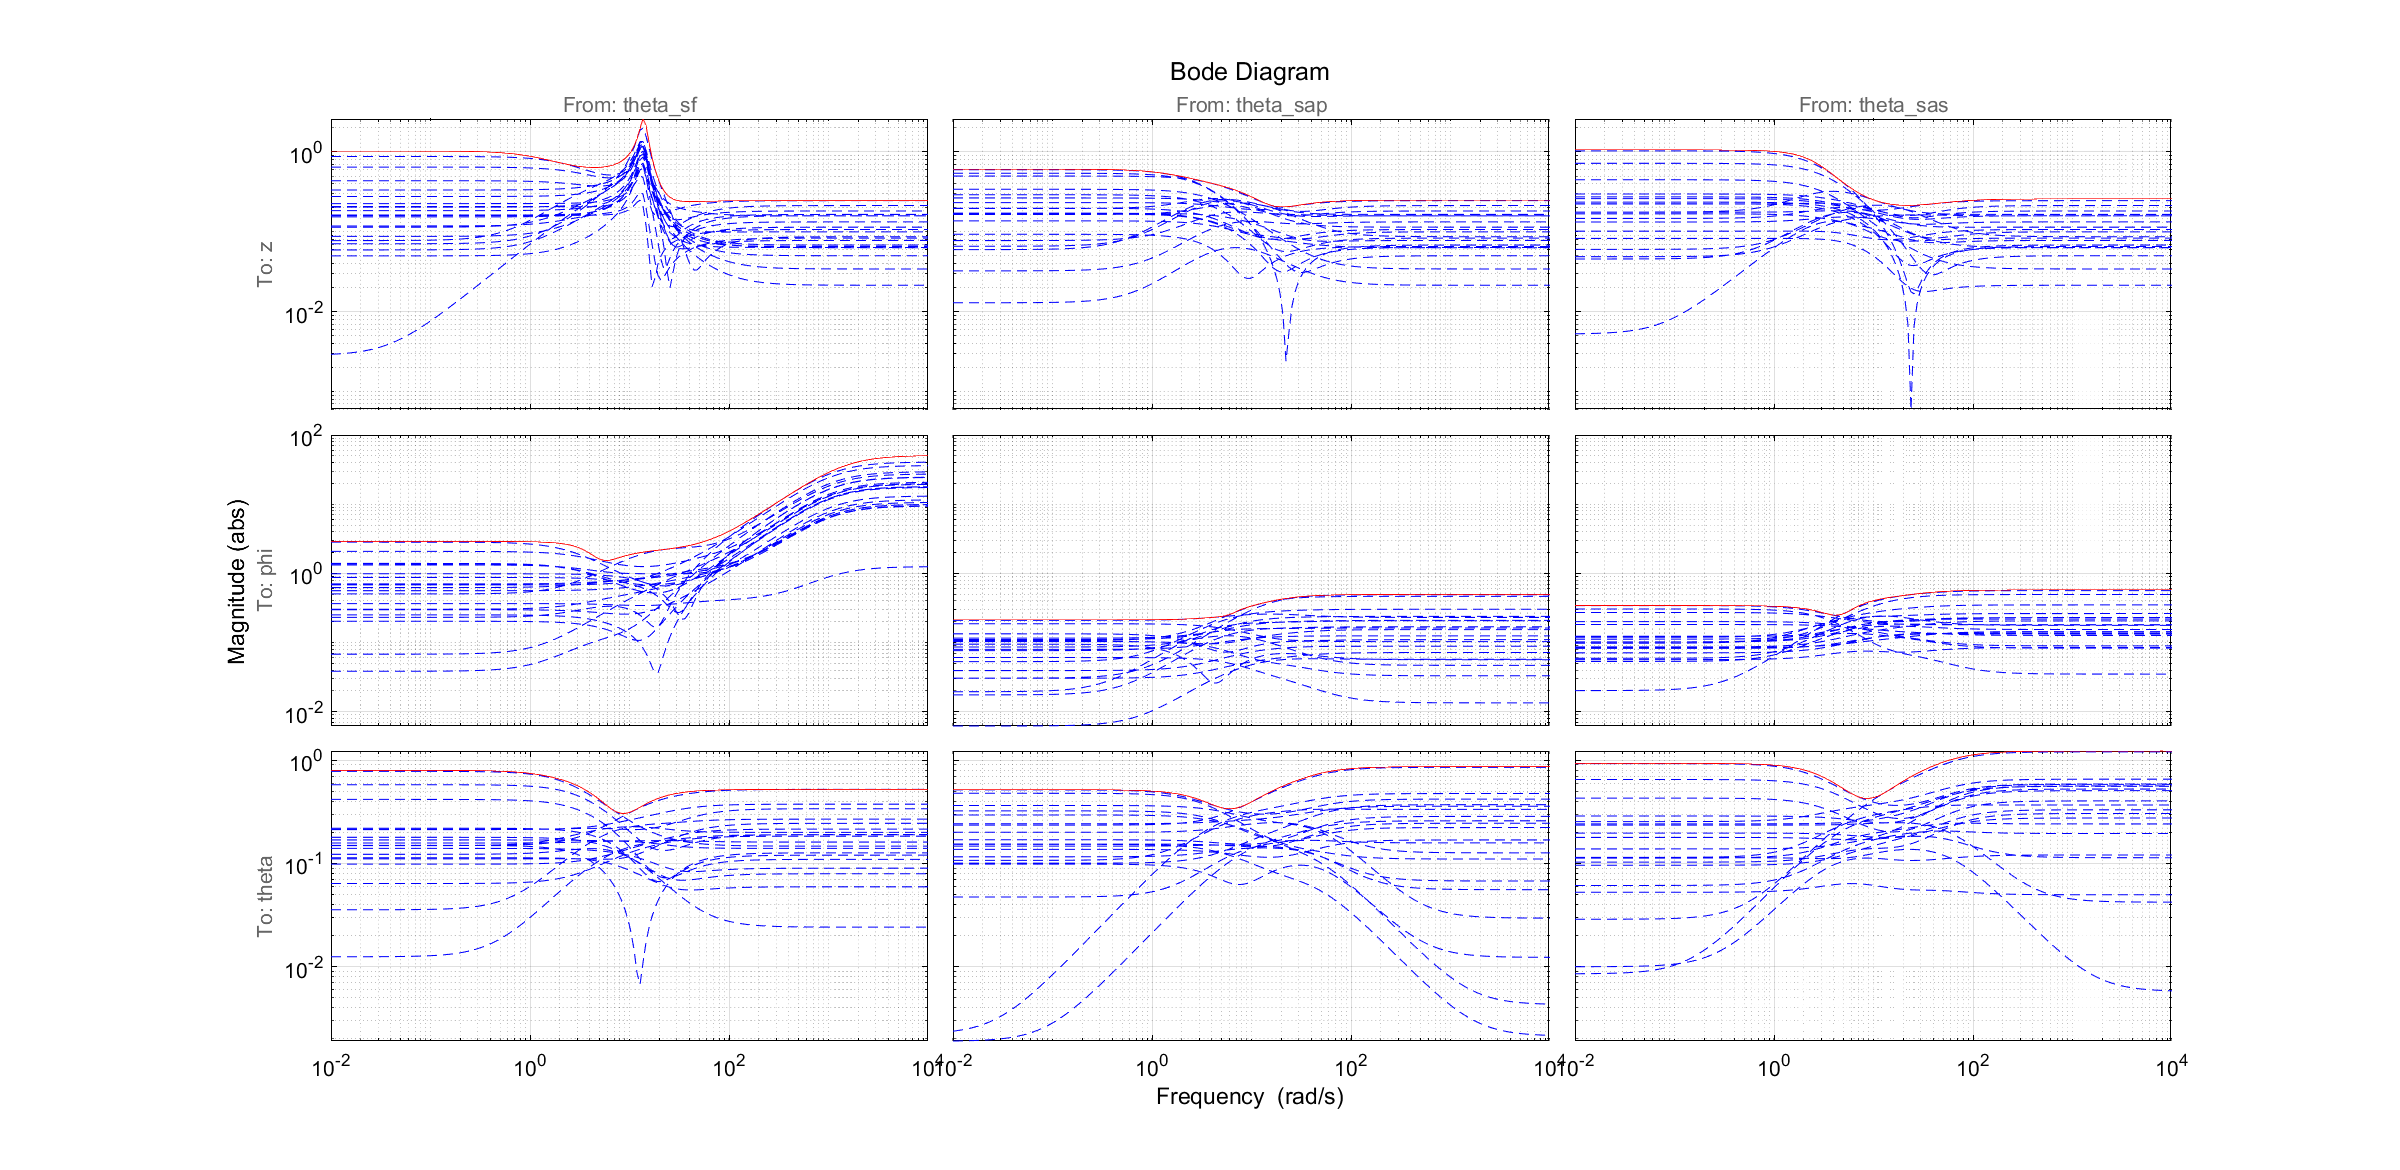 Bode Diagram
From: theta_sf
From: theta_sap
From: theta_sas
To: z
10^0
10^-2
Magnitude (abs)
To: phi
10^2
10^0
10^-2
To: theta
10^0
10^-1
10^-2
10^-2 10^0 10^2 10^4
10^-2 10^0 10^2 10^4
10^-2 10^0 10^2 10^4
Frequency (rad/s)